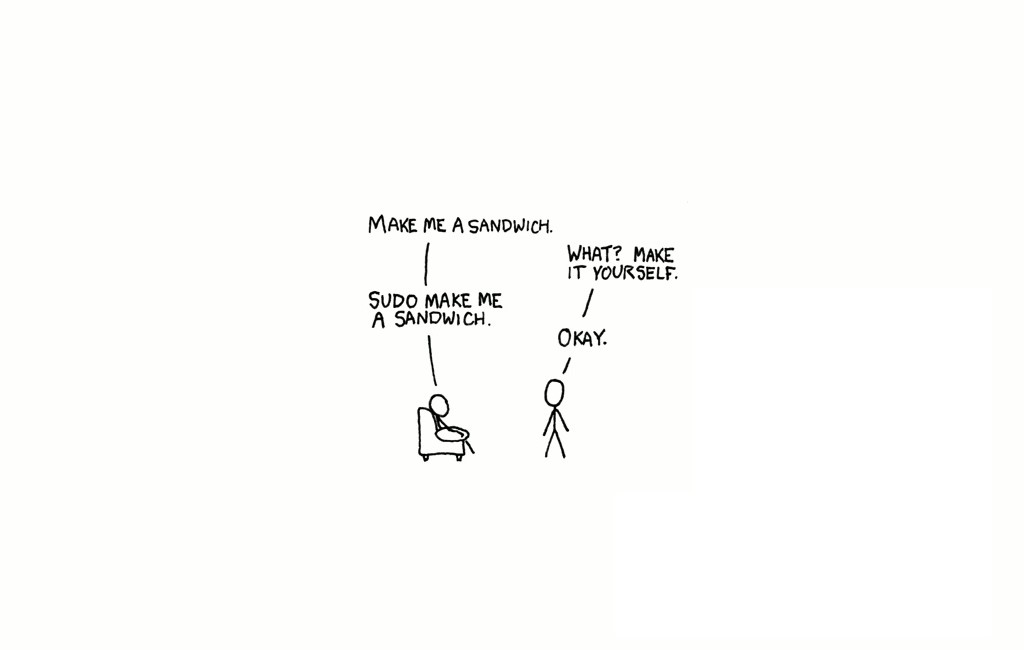 MAKE ME A SANDWICH.
WHAT? MAKE
IT YOURSELF.
SUDO MAKE ME
A SANDWICH.
OKAY.